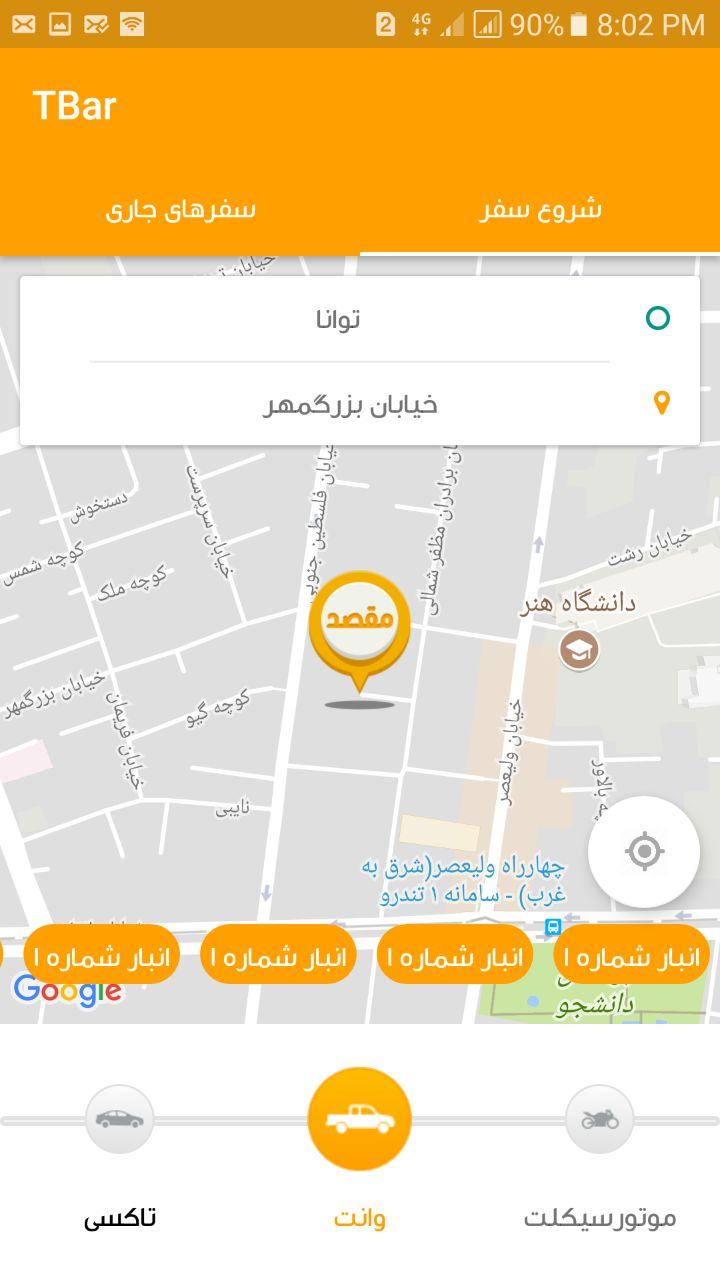 2 4G 90% 8:02 PM
TBar
شروع سفر
سفرهای جاری
توانا
خیابان بزرگمهر
دستخوش
خیابان سرپرست
خیابان فلسطین جنوبی
خیابان برادران مظفر شمالی
خیابان رشت
کوچه شمس
کوچه ملک
دانشگاه هنر
مقصد
خیابان بزرگمهر
خیابان فریمان
کوچه گیو
خیابان ولیعصر
بالاور
نایبی
چهارراه ولیعصر(شرق به
غرب) - سامانه ۱ تندرو
انبار شماره ۱
انبار شماره ۱
انبار شماره ۱
انبار شماره ۱
Google
دانشجو
موتورسیکلت
وانت
تاکسی